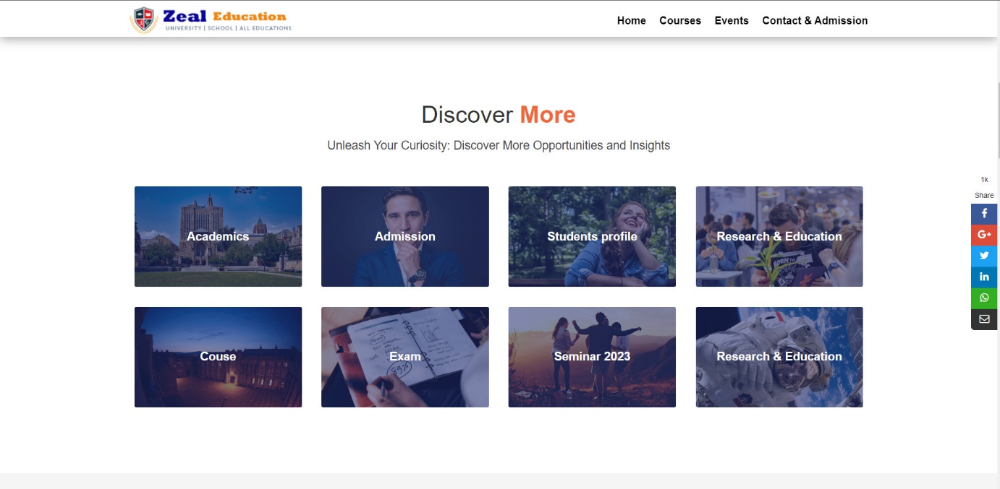 Zeal Education
UNIVERSITY | SCHOOL | ALL EDUCATIONS
Home Courses Events Contact & Admission
Discover More
Unleash Your Curiosity: Discover More Opportunities and Insights
1k
Share
Academics Admission Students profile Research & Education
Couse Exam Seminar 2023 Research & Education